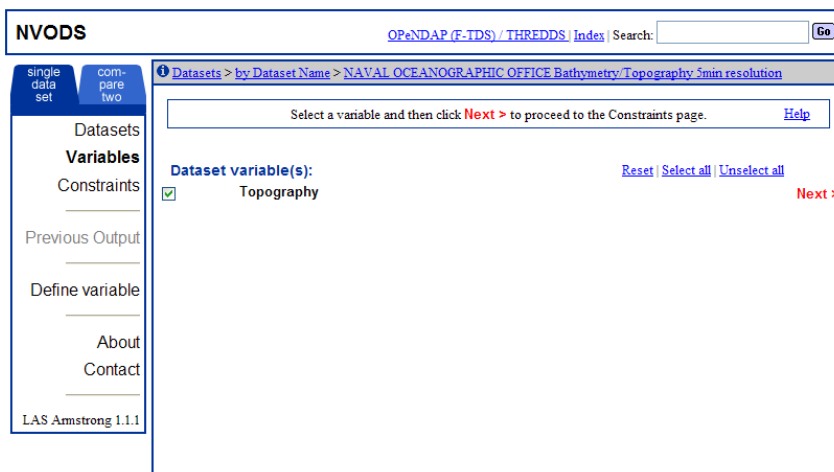 NVODS
OPeNDAP (F-TDS) / THREDDS | Index | Search:
Go
single data set
com-pare two
Datasets
Variables
Constraints
Previous Output
Define variable
About
Contact
LAS Armstrong 1.1.1
Datasets > by Dataset Name > NAVAL OCEANOGRAPHIC OFFICE Bathymetry/Topography 5min resolution
Select a variable and then click Next > to proceed to the Constraints page.
Help
Dataset variable(s):
Reset | Select all | Unselect all
Topography
Next >